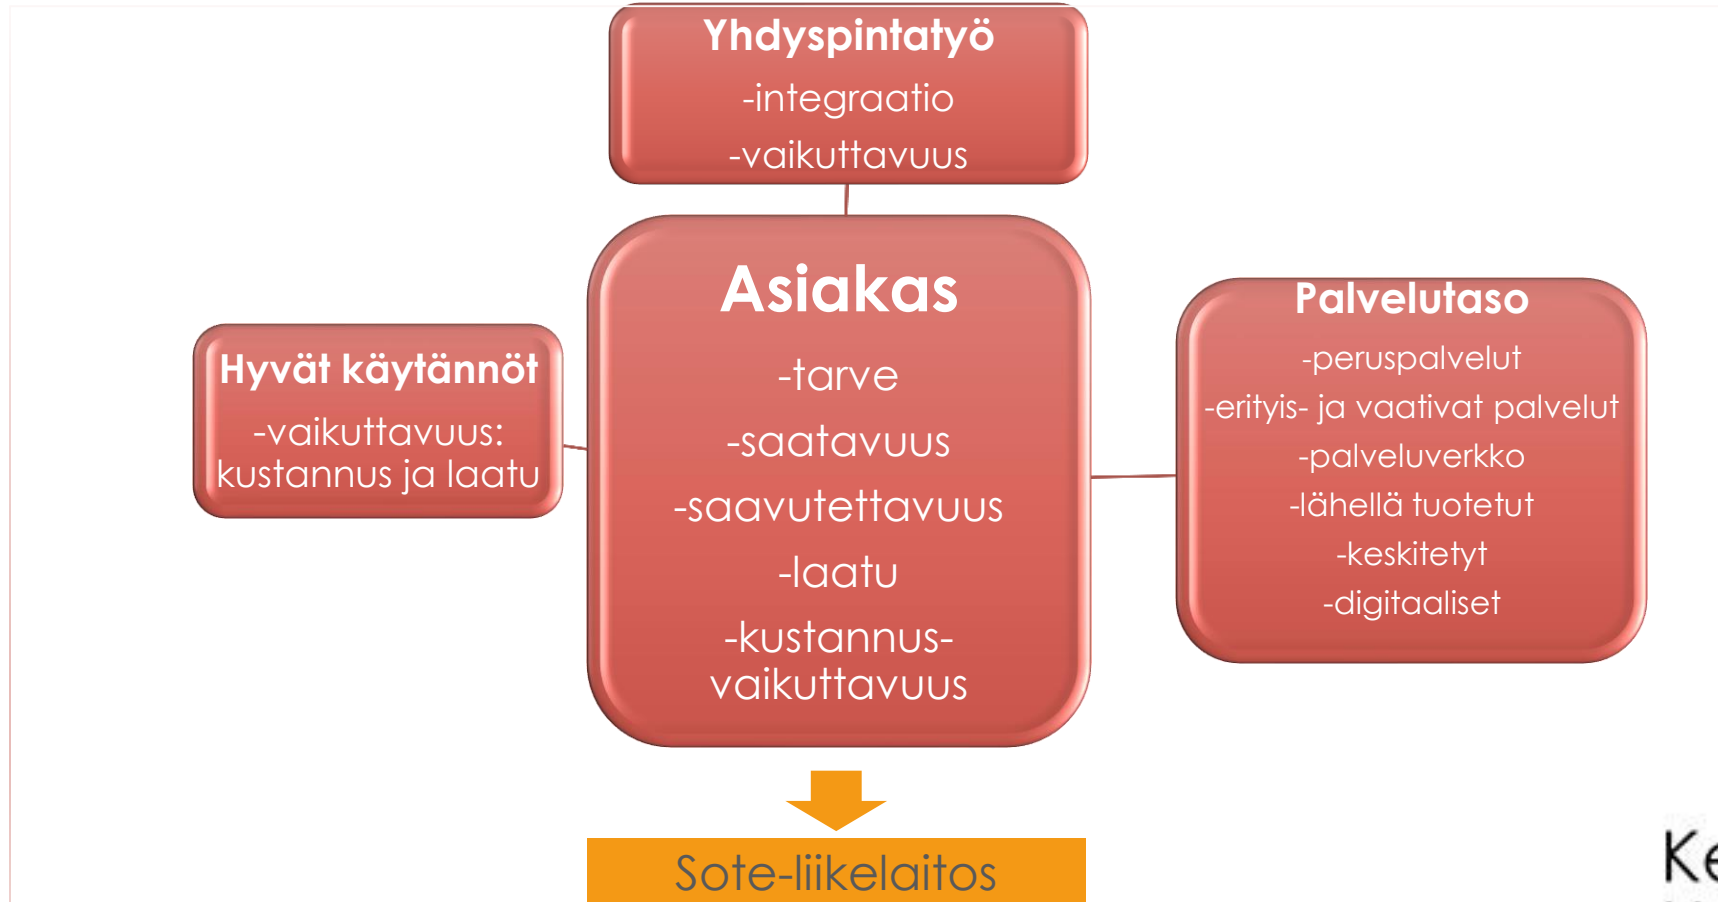 Yhdyspintatyö
-integraatio
-vaikuttavuus
Asiakas
-tarve
-saatavuus
-saavutettavuus
-laatu
-kustannus-
vaikuttavuus
Hyvät käytännöt
-vaikuttavuus:
kustannus ja laatu
Palvelutaso
-peruspalvelut
-erityis- ja vaativat palvelut
-palveluverkko
-lähellä tuotetut
-keskitetyt
-digitaaliset
Sote-liikelaitos
Ke